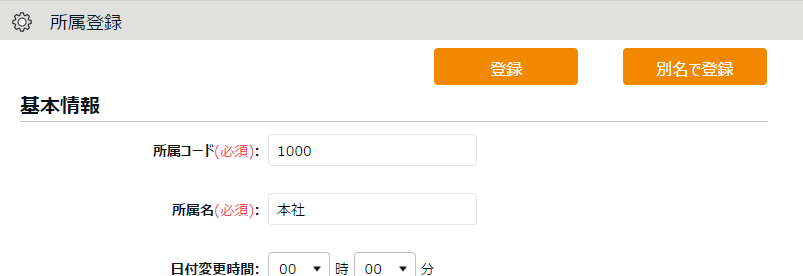 所属登録
登録 別名で登録
基本情報
所属コード(必須): 1000
所属名(必須): 本社
日付変更時間: 00 時 00 分